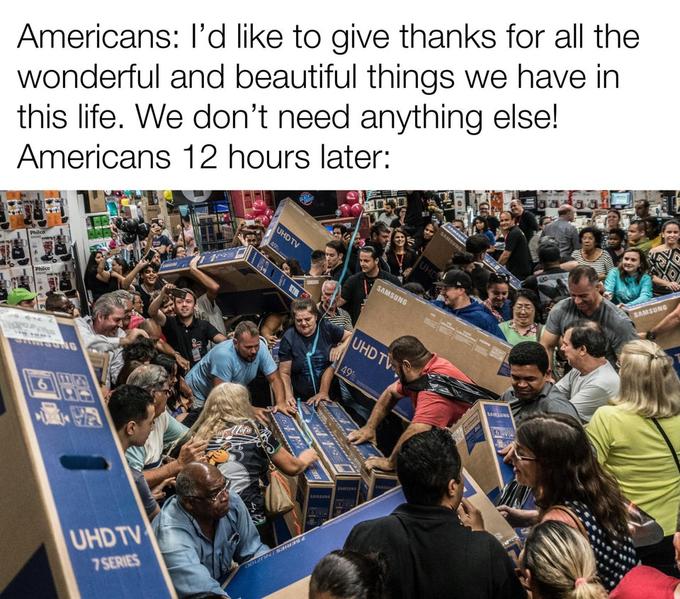 Americans: I’d like to give thanks for all the
wonderful and beautiful things we have in
this life. We don’t need anything else!
Americans 12 hours later:
Philco
Philco
UHD TV
SAMSUNG
UHD TV
49"
SAMSUNG
SAMSUNG
6
UHD TV
7 SERIES